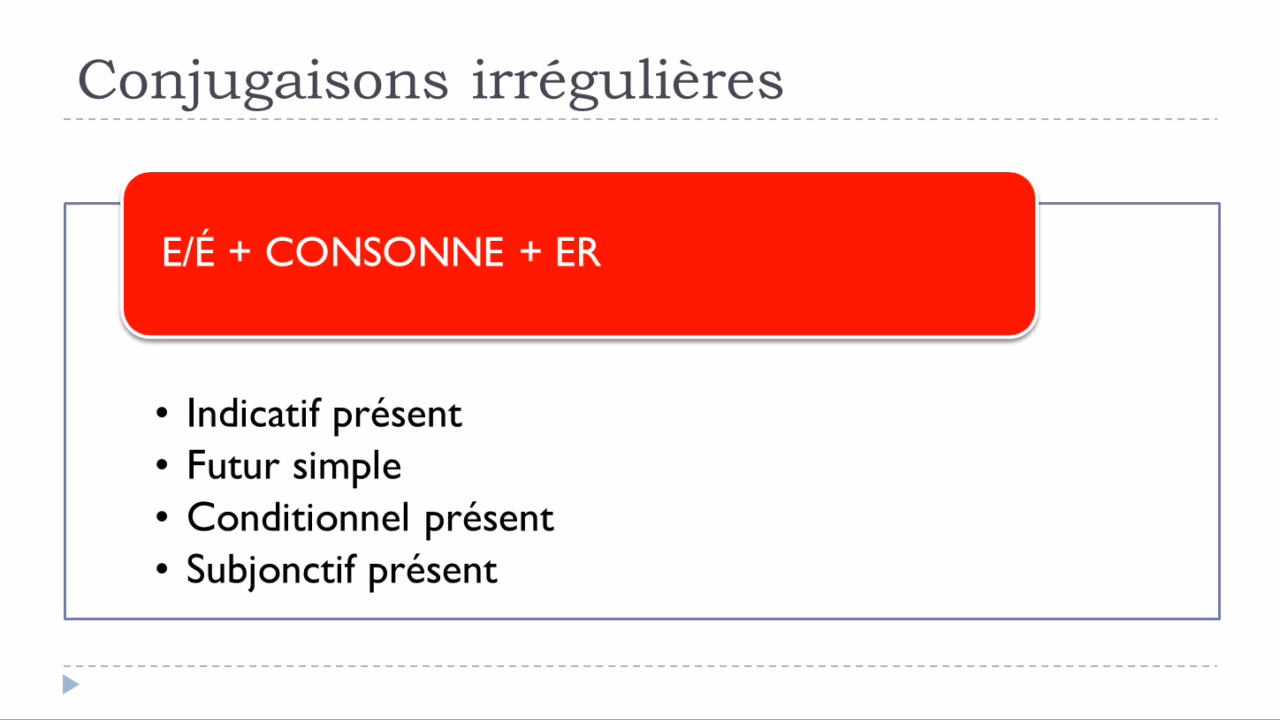 Conjugaisons irrégulières
E/É + CONSONNE + ER
• Indicatif présent
• Futur simple
• Conditionnel présent
• Subjonctif présent